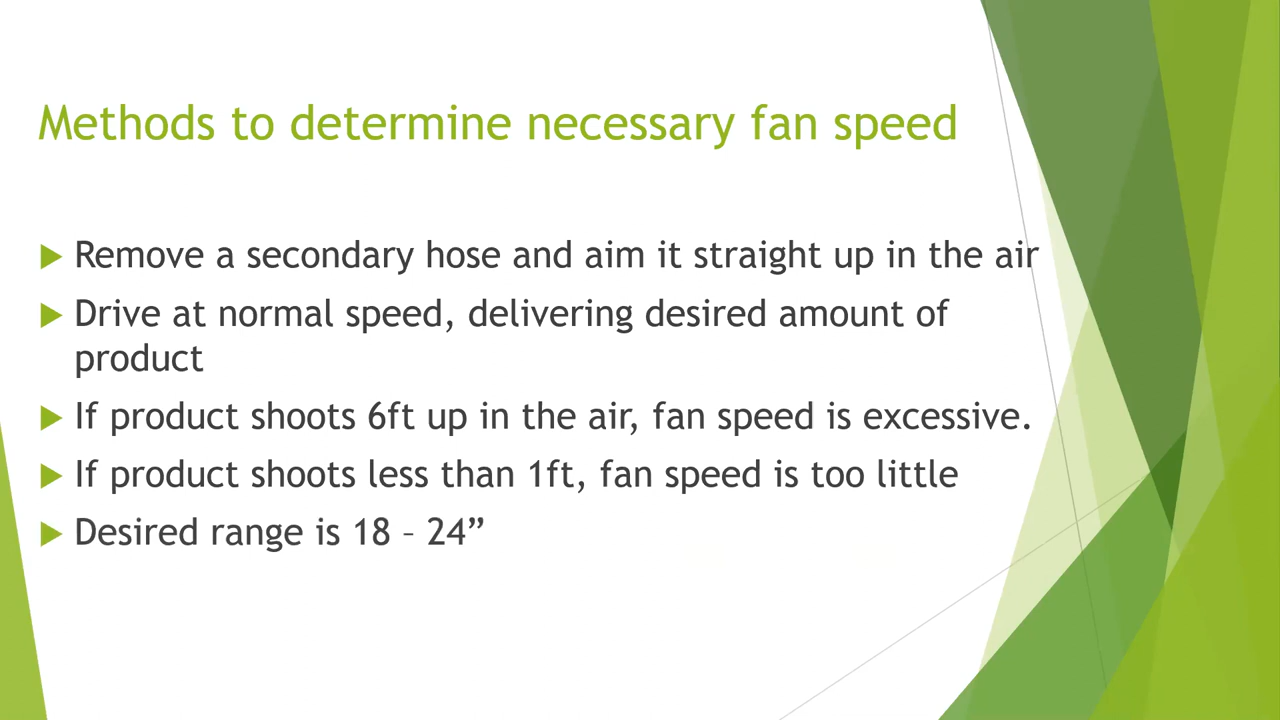 Methods to determine necessary fan speed
Remove a secondary hose and aim it straight up in the air
Drive at normal speed, delivering desired amount of
product
If product shoots 6ft up in the air, fan speed is excessive.
If product shoots less than 1ft, fan speed is too little
Desired range is 18 – 24”